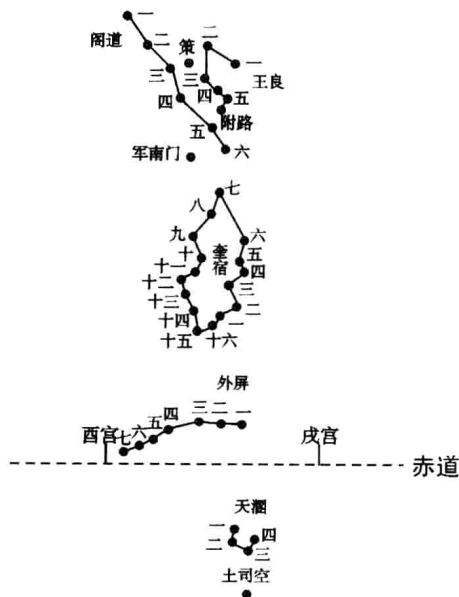 一
阁道
二
策
二
一
三
三
王良
四
四
五
附路
五
军南门
六
七
八
九
六
十
奎宿
五
十一
四
十二
三
十三
二
十四
一
十五
十六
外屏
四
三
二
一
五
六
七
酉宫
戌宫
赤道
天溷
一
四
二
三
土司空